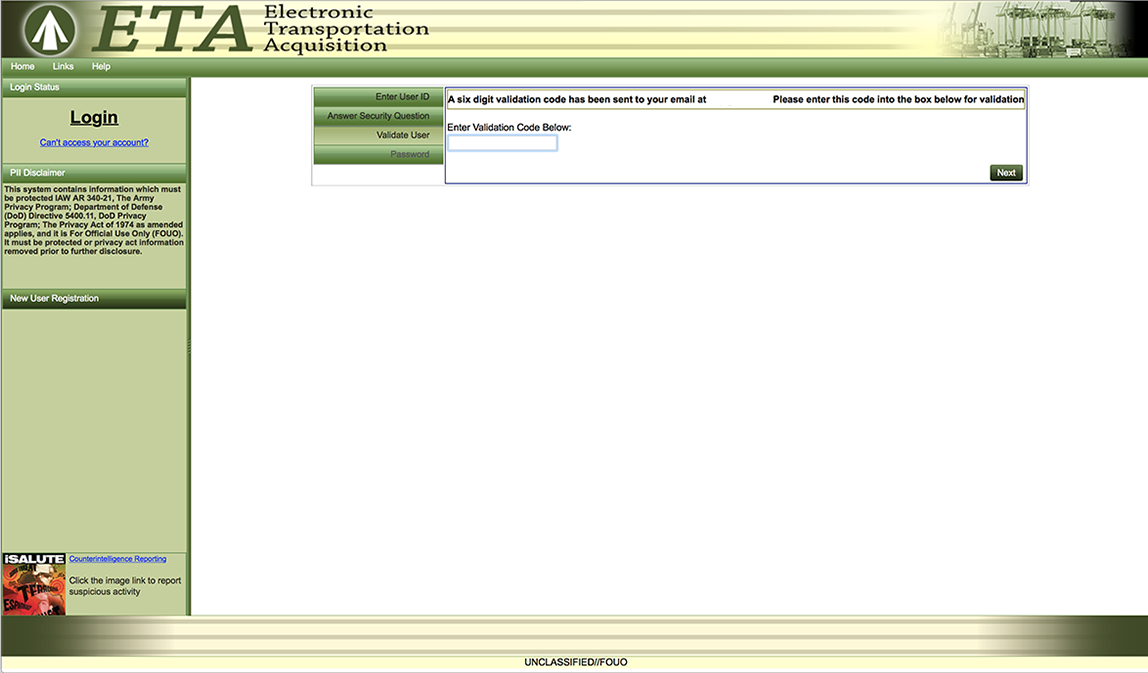 ETA
Electronic
Transportation
Acquisition
Home Links Help
Login Status
Login
Can't access your account?
PII Disclaimer
This system contains information which must
be protected IAW AR 340-21, The Army
Privacy Program; Department of Defense
(DoD) Directive 5400.11, DoD Privacy
Program; The Privacy Act of 1974 as amended
applies, and it is For Official Use Only (FOUO).
It must be protected or privacy act information
removed prior to further disclosure.
New User Registration
iSALUTE
Counterintelligence Reporting
Click the image link to report
suspicious activity
Enter User ID
Answer Security Question
Validate User
Password
A six digit validation code has been sent to your email at Please enter this code into the box below for validation
Enter Validation Code Below:
Next
UNCLASSIFIED//FOUO